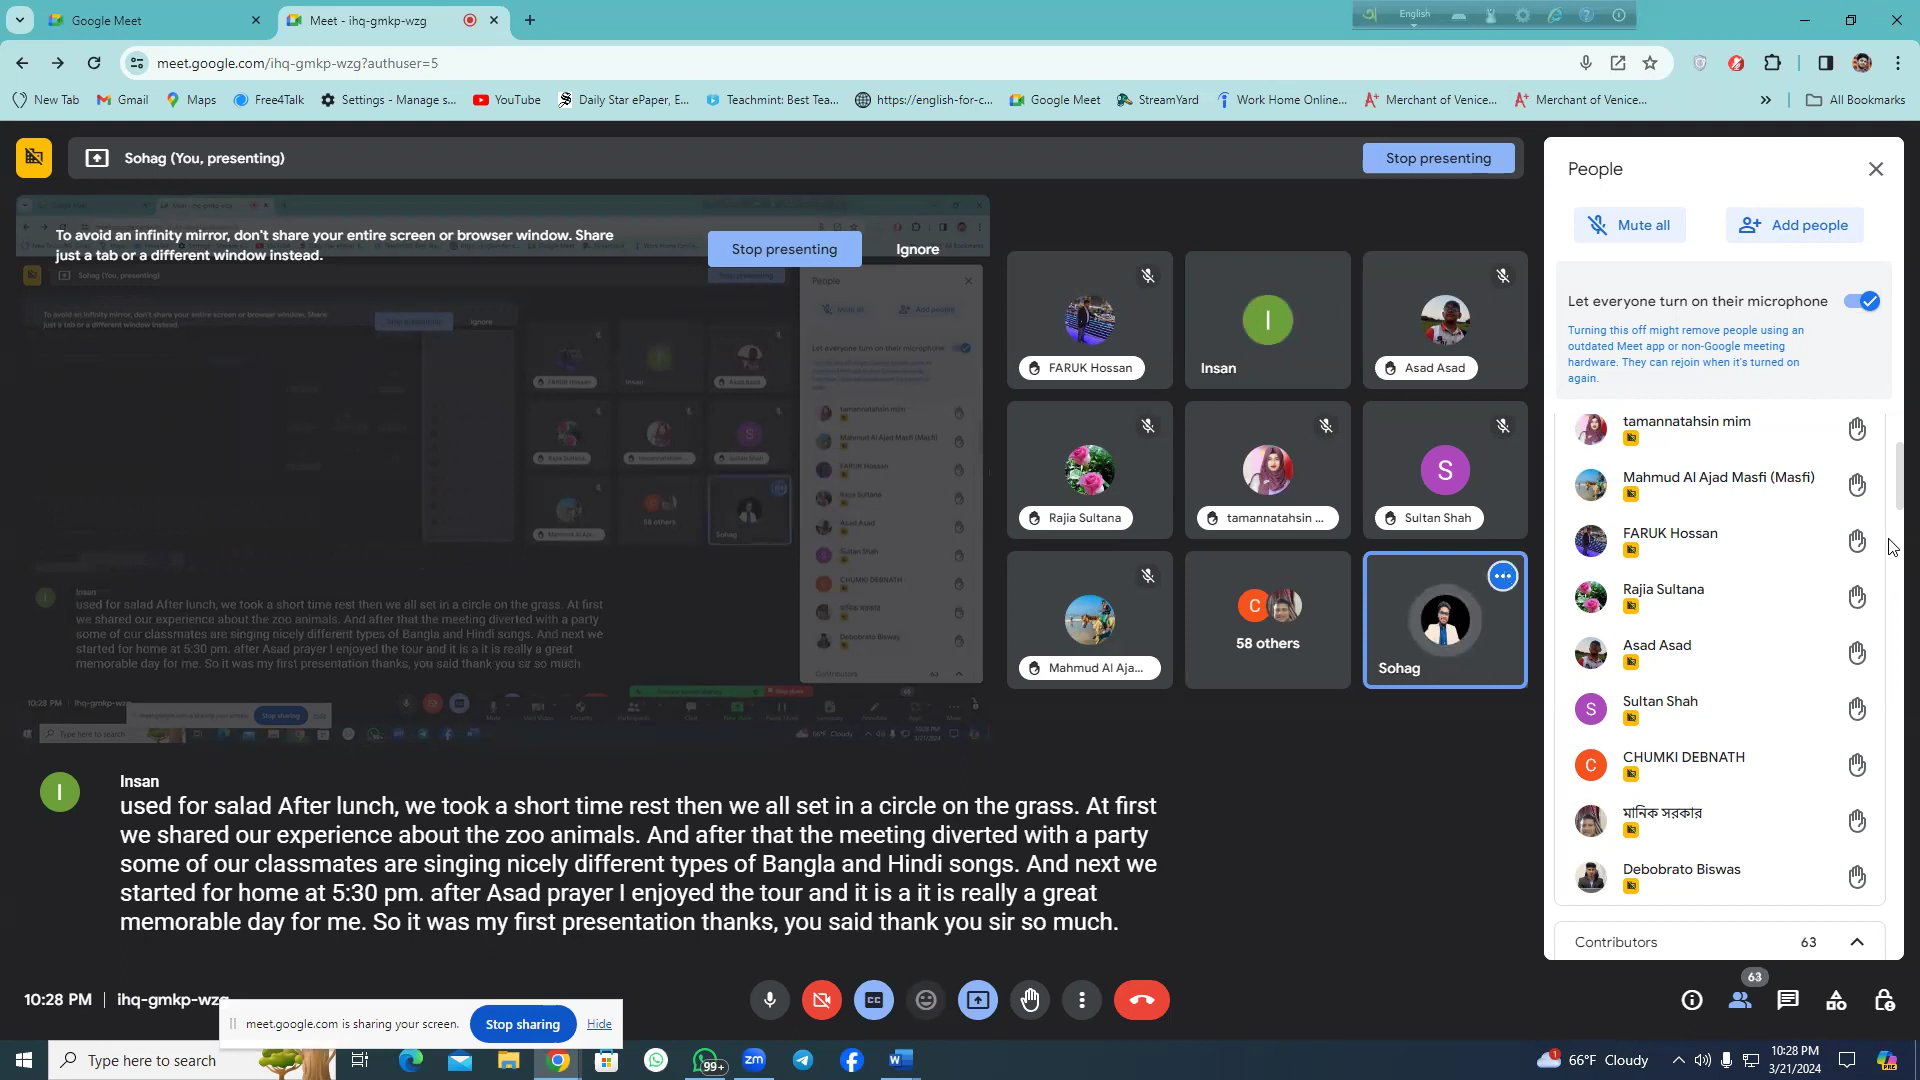 Google Meet
Meet - ihq-gmkp-wzg
English
meet.google.com/ihq-gmkp-wzg?authuser=5
New Tab
Gmail
Maps
Free4Talk
Settings - Manage s...
YouTube
Daily Star ePaper, E...
Teachmint: Best Tea...
https://english-for-c...
Google Meet
StreamYard
Work Home Online...
Merchant of Venice...
Merchant of Venice...
All Bookmarks
Sohag (You, presenting)
Stop presenting
To avoid an infinity mirror, don't share your entire screen or browser window. Share
just a tab or a different window instead.
Stop presenting
Ignore
FARUK Hossan
Insan
Asad Asad
Rajia Sultana
tamannatahsin ...
Sultan Shah
Mahmud Al Aja...
C
58 others
Sohag
I
S
People
Mute all
Add people
Let everyone turn on their microphone
Turning this off might remove people using an
outdated Meet app or non-Google meeting
hardware. They can rejoin when it's turned on
again.
tamannatahsin mim
Mahmud Al Ajad Masfi (Masfi)
FARUK Hossan
Rajia Sultana
Asad Asad
S
Sultan Shah
C
CHUMKI DEBNATH
মানিক সরকার
Debobrato Biswas
Contributors
63
I
Insan
used for salad After lunch, we took a short time rest then we all set in a circle on the grass. At first
we shared our experience about the zoo animals. And after that the meeting diverted with a party
some of our classmates are singing nicely different types of Bangla and Hindi songs. And next we
started for home at 5:30 pm. after Asad prayer I enjoyed the tour and it is a it is really a great
memorable day for me. So it was my first presentation thanks, you said thank you sir so much.
10:28 PM
ihq-gmkp-wzg
63
meet.google.com is sharing your screen.
Stop sharing
Hide
Type here to search
99+
zm
66°F Cloudy
10:28 PM
3/21/2024